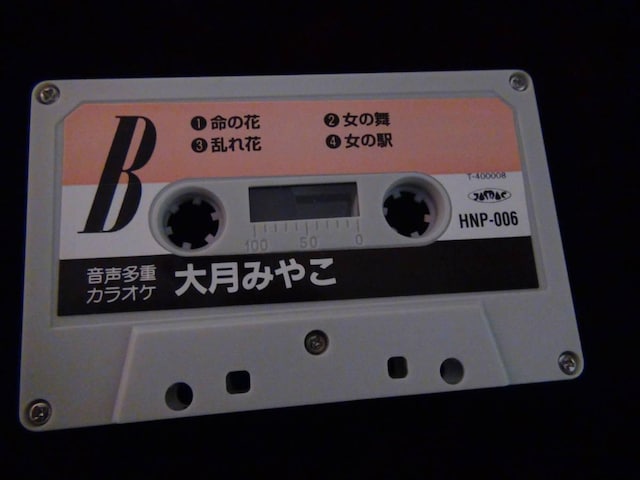 B
❶命の花 ❷女の舞
❸乱れ花 ❹女の駅
T-400008
HNP-006
100 50 0
音声多重
カラオケ
大月みやこ